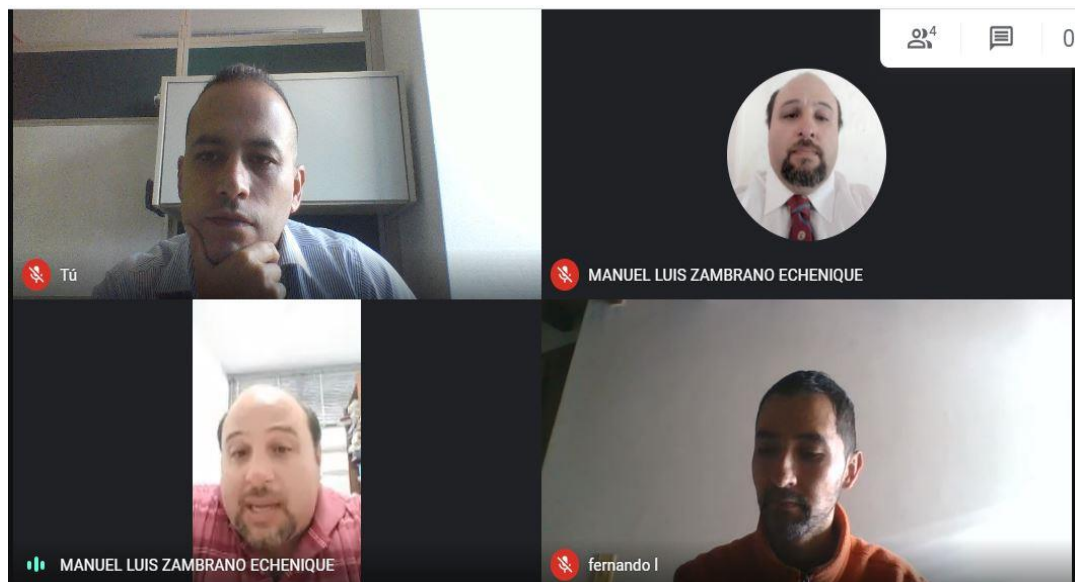 4
0
Tú
MANUEL LUIS ZAMBRANO ECHENIQUE
MANUEL LUIS ZAMBRANO ECHENIQUE
fernando l